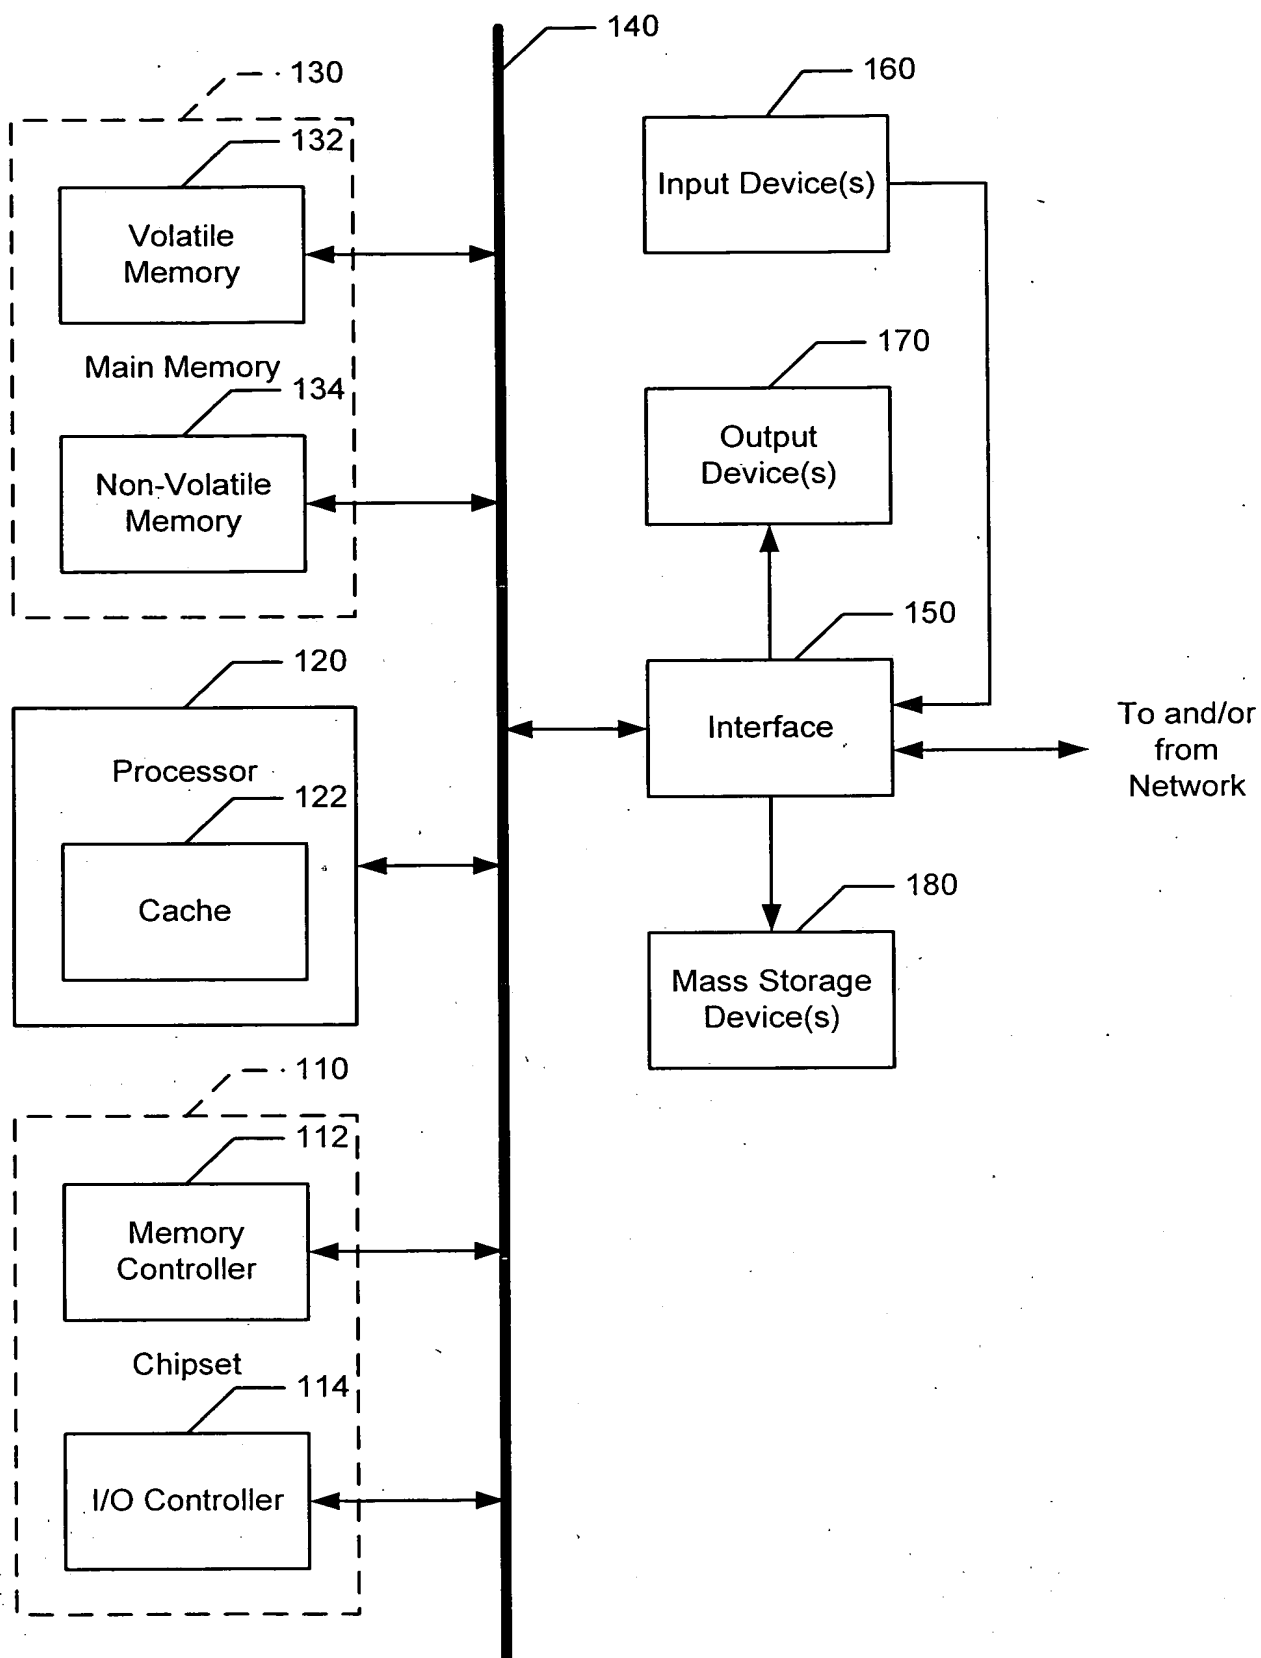 140
130
132
Volatile
Memory
Main Memory
134
Non-Volatile
Memory
120
Processor
122
Cache
110
112
Memory
Controller
Chipset
114
I/O Controller
160
Input Device(s)
170
Output
Device(s)
150
Interface
To and/or
from
Network
180
Mass Storage
Device(s)